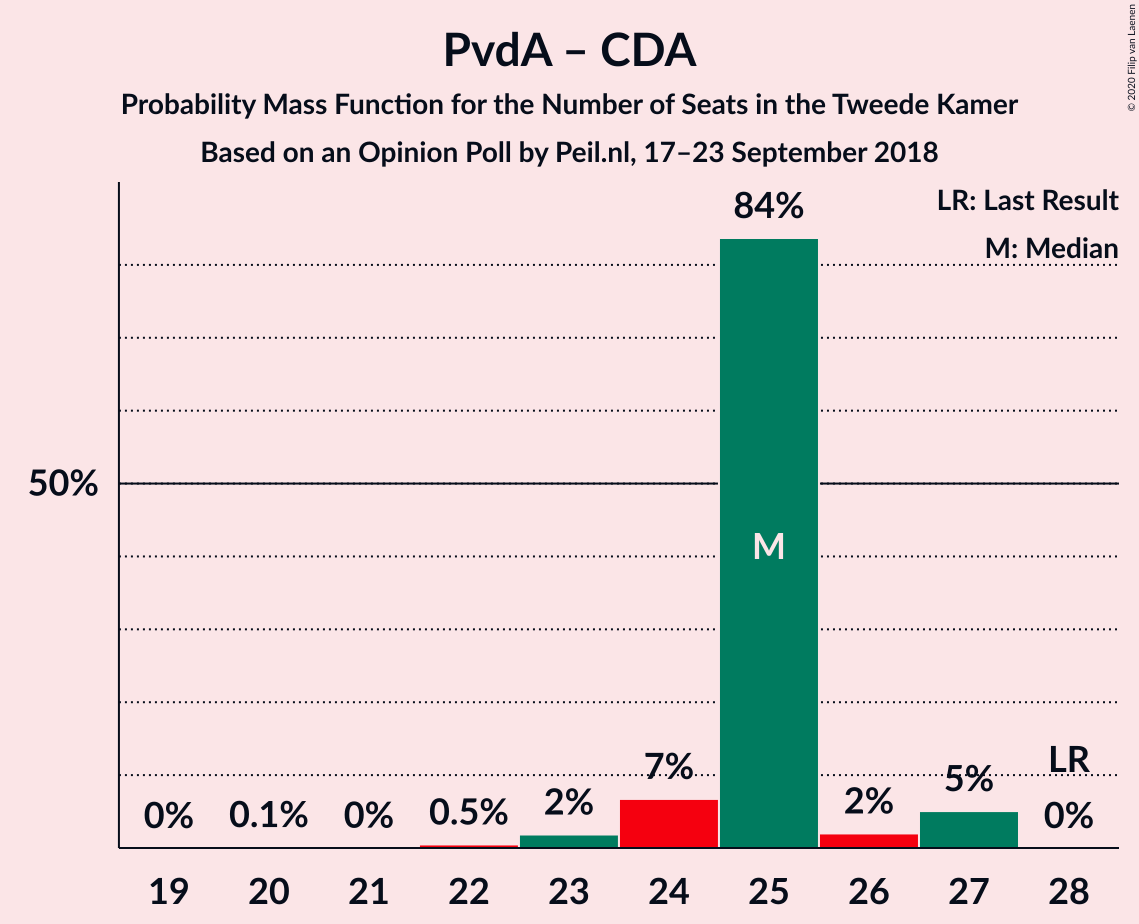 PvdA – CDA
Probability Mass Function for the Number of Seats in the Tweede Kamer
Based on an Opinion Poll by Peil.nl, 17–23 September 2018
© 2020 Filip van Laenen
LR: Last Result
M: Median
84%
50%
M
0%
0.1%
0%
0.5%
2%
7%
2%
5%
LR
0%
19 20 21 22 23 24 25 26 27 28